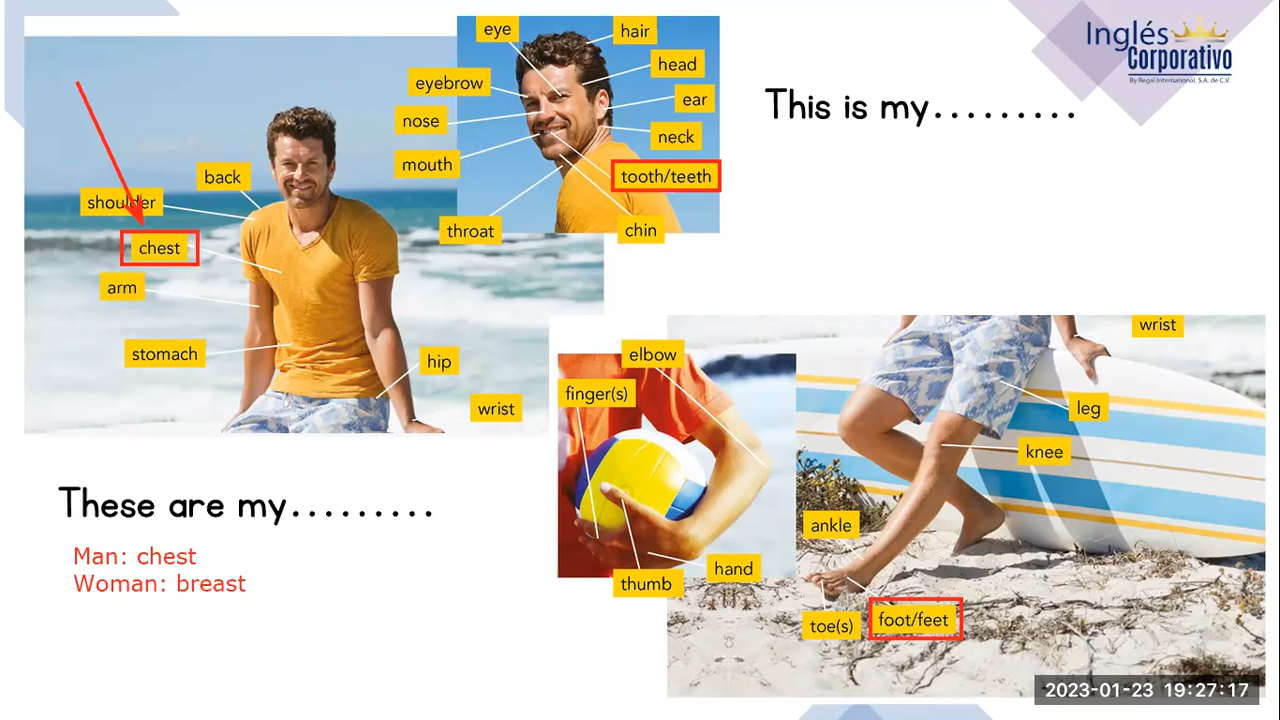 eye
hair
eyebrow
head
nose
ear
mouth
neck
tooth/teeth
throat
chin
Inglés
Corporativo
By Regal International, S.A. de C.V.
This is my.........
back
shoulder
chest
arm
stomach
hip
wrist
These are my.........
Man: chest
Woman: breast
elbow
finger(s)
thumb
hand
wrist
leg
knee
ankle
toe(s)
foot/feet
2023-01-23 19:27:17